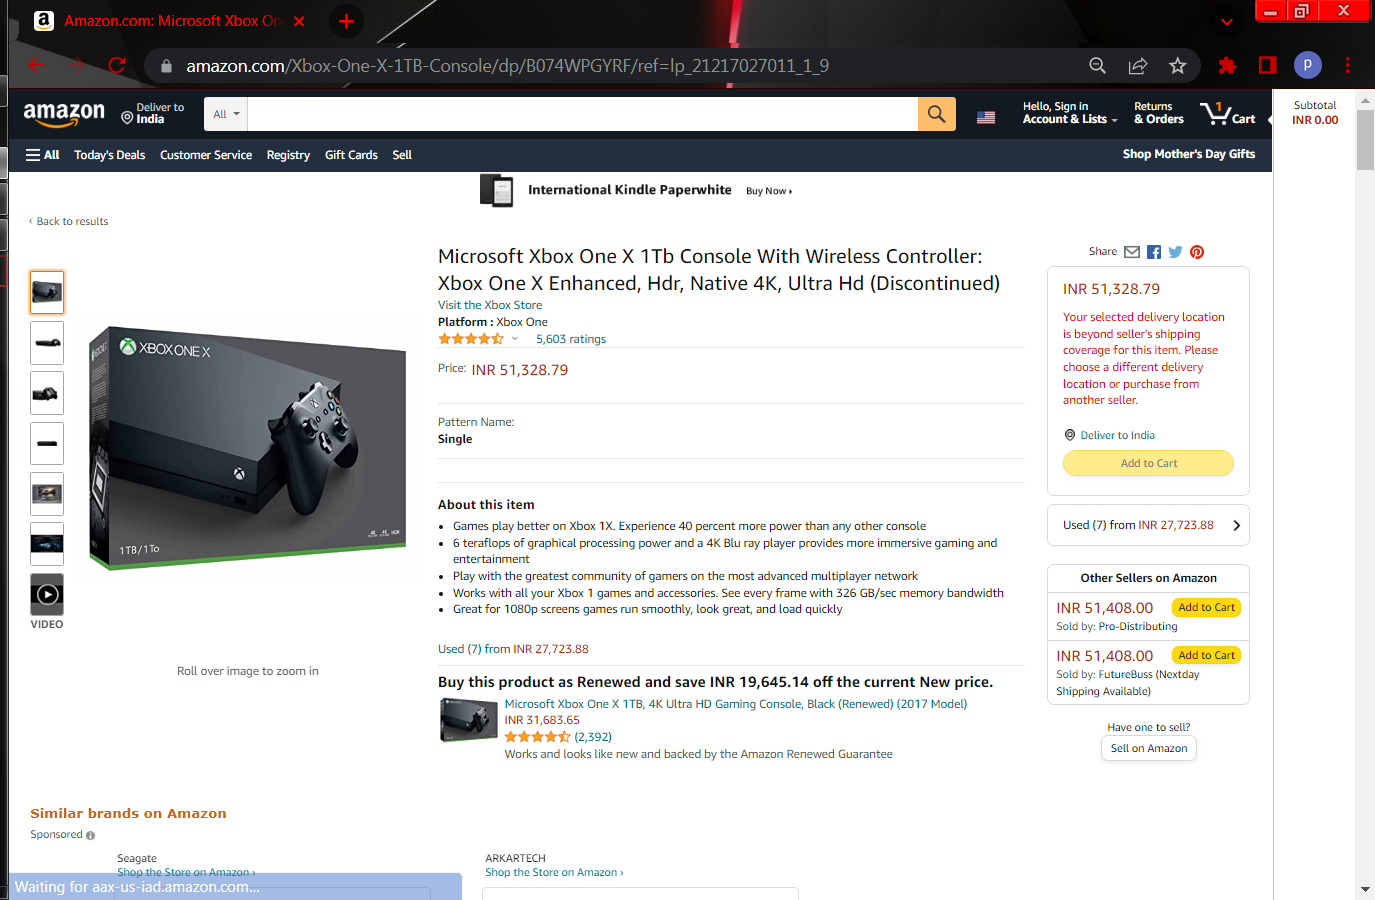 Amazon.com: Microsoft Xbox On
amazon.com/Xbox-One-X-1TB-Console/dp/B074WPGYRF/ref=lp_21217027011_1_9
p
amazon
Deliver to
India
All
Hello, Sign in
Account & Lists
Returns
& Orders
1
Cart
Subtotal
INR 0.00
All Today's Deals Customer Service Registry Gift Cards Sell
Shop Mother's Day Gifts
International Kindle Paperwhite Buy Now
‹ Back to results
Microsoft Xbox One X 1Tb Console With Wireless Controller:
Xbox One X Enhanced, Hdr, Native 4K, Ultra Hd (Discontinued)
Visit the Xbox Store
Platform : Xbox One
5,603 ratings
Price: INR 51,328.79
Pattern Name:
Single
About this item
• Games play better on Xbox 1X. Experience 40 percent more power than any other console
• 6 teraflops of graphical processing power and a 4K Blu ray player provides more immersive gaming and
entertainment
• Play with the greatest community of gamers on the most advanced multiplayer network
• Works with all your Xbox 1 games and accessories. See every frame with 326 GB/sec memory bandwidth
• Great for 1080p screens games run smoothly, look great, and load quickly
Used (7) from INR 27,723.88
Buy this product as Renewed and save INR 19,645.14 off the current New price.
Microsoft Xbox One X 1TB, 4K Ultra HD Gaming Console, Black (Renewed) (2017 Model)
INR 31,683.65
(2,392)
Works and looks like new and backed by the Amazon Renewed Guarantee
XBOX ONE X
1TB/1To
VIDEO
Roll over image to zoom in
Share
INR 51,328.79
Your selected delivery location
is beyond seller's shipping
coverage for this item. Please
choose a different delivery
location or purchase from
another seller.
Deliver to India
Add to Cart
Used (7) from INR 27,723.88
Other Sellers on Amazon
INR 51,408.00 Add to Cart
Sold by: Pro-Distributing
INR 51,408.00 Add to Cart
Sold by: FutureBuss (Nextday
Shipping Available)
Have one to sell?
Sell on Amazon
Similar brands on Amazon
Sponsored
Seagate
Shop the Store on Amazon ›
ARKARTECH
Shop the Store on Amazon ›
Waiting for aax-us-iad.amazon.com...